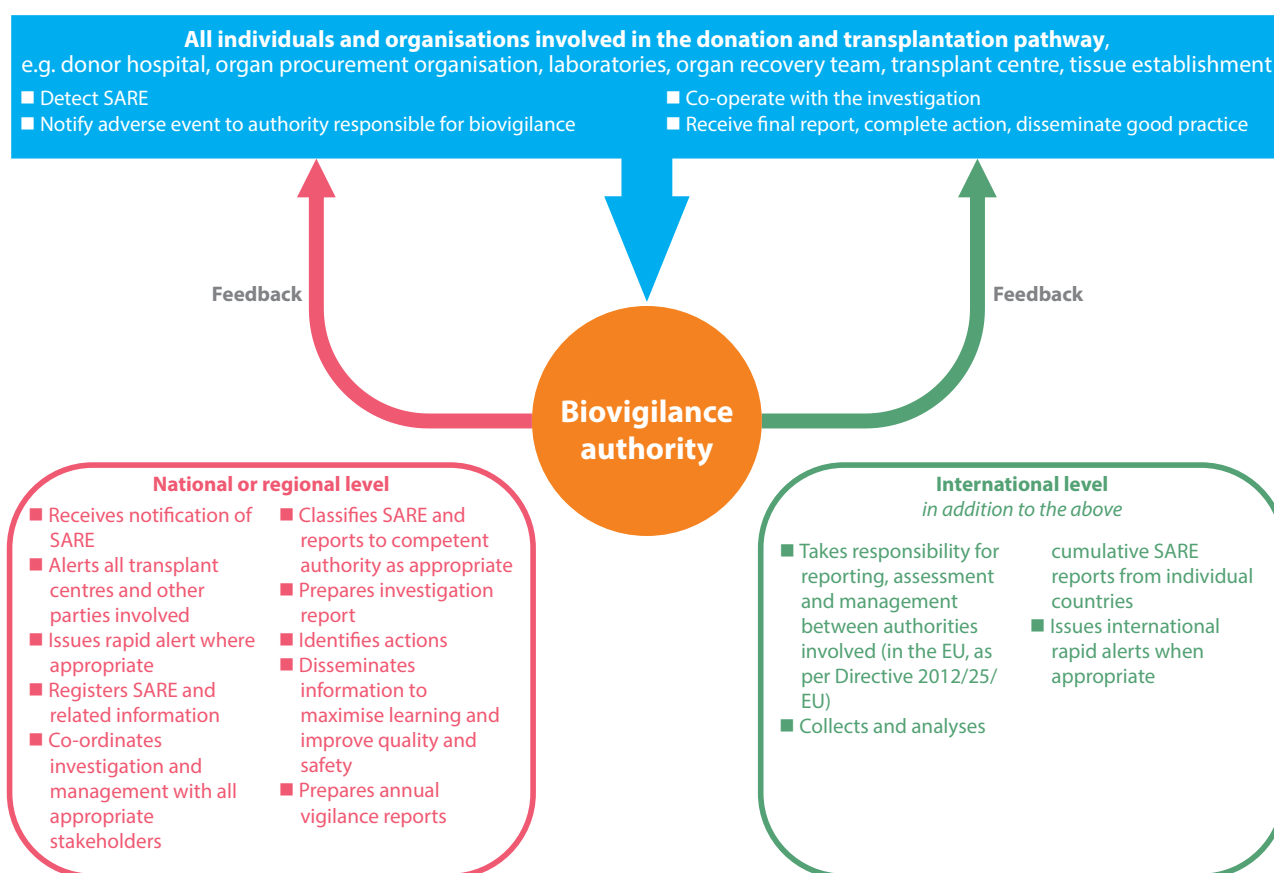 All individuals and organisations involved in the donation and transplantation pathway,
e.g. donor hospital, organ procurement organisation, laboratories, organ recovery team, transplant centre, tissue establishment
■ Detect SARE
■ Notify adverse event to authority responsible for biovigilance
■ Co-operate with the investigation
■ Receive final report, complete action, disseminate good practice
Feedback
Feedback
Biovigilance
authority
National or regional level
■ Receives notification of
SARE
■ Alerts all transplant
centres and other
parties involved
■ Issues rapid alert where
appropriate
■ Registers SARE and
related information
■ Co-ordinates
investigation and
management with all
appropriate
stakeholders
■ Classifies SARE and
reports to competent
authority as appropriate
■ Prepares investigation
report
■ Identifies actions
■ Disseminates
information to
maximise learning and
improve quality and
safety
■ Prepares annual
vigilance reports
International level
in addition to the above
■ Takes responsibility for
reporting, assessment
and management
between authorities
involved (in the EU, as
per Directive 2012/25/
EU)
■ Collects and analyses
cumulative SARE
reports from individual
countries
■ Issues international
rapid alerts when
appropriate